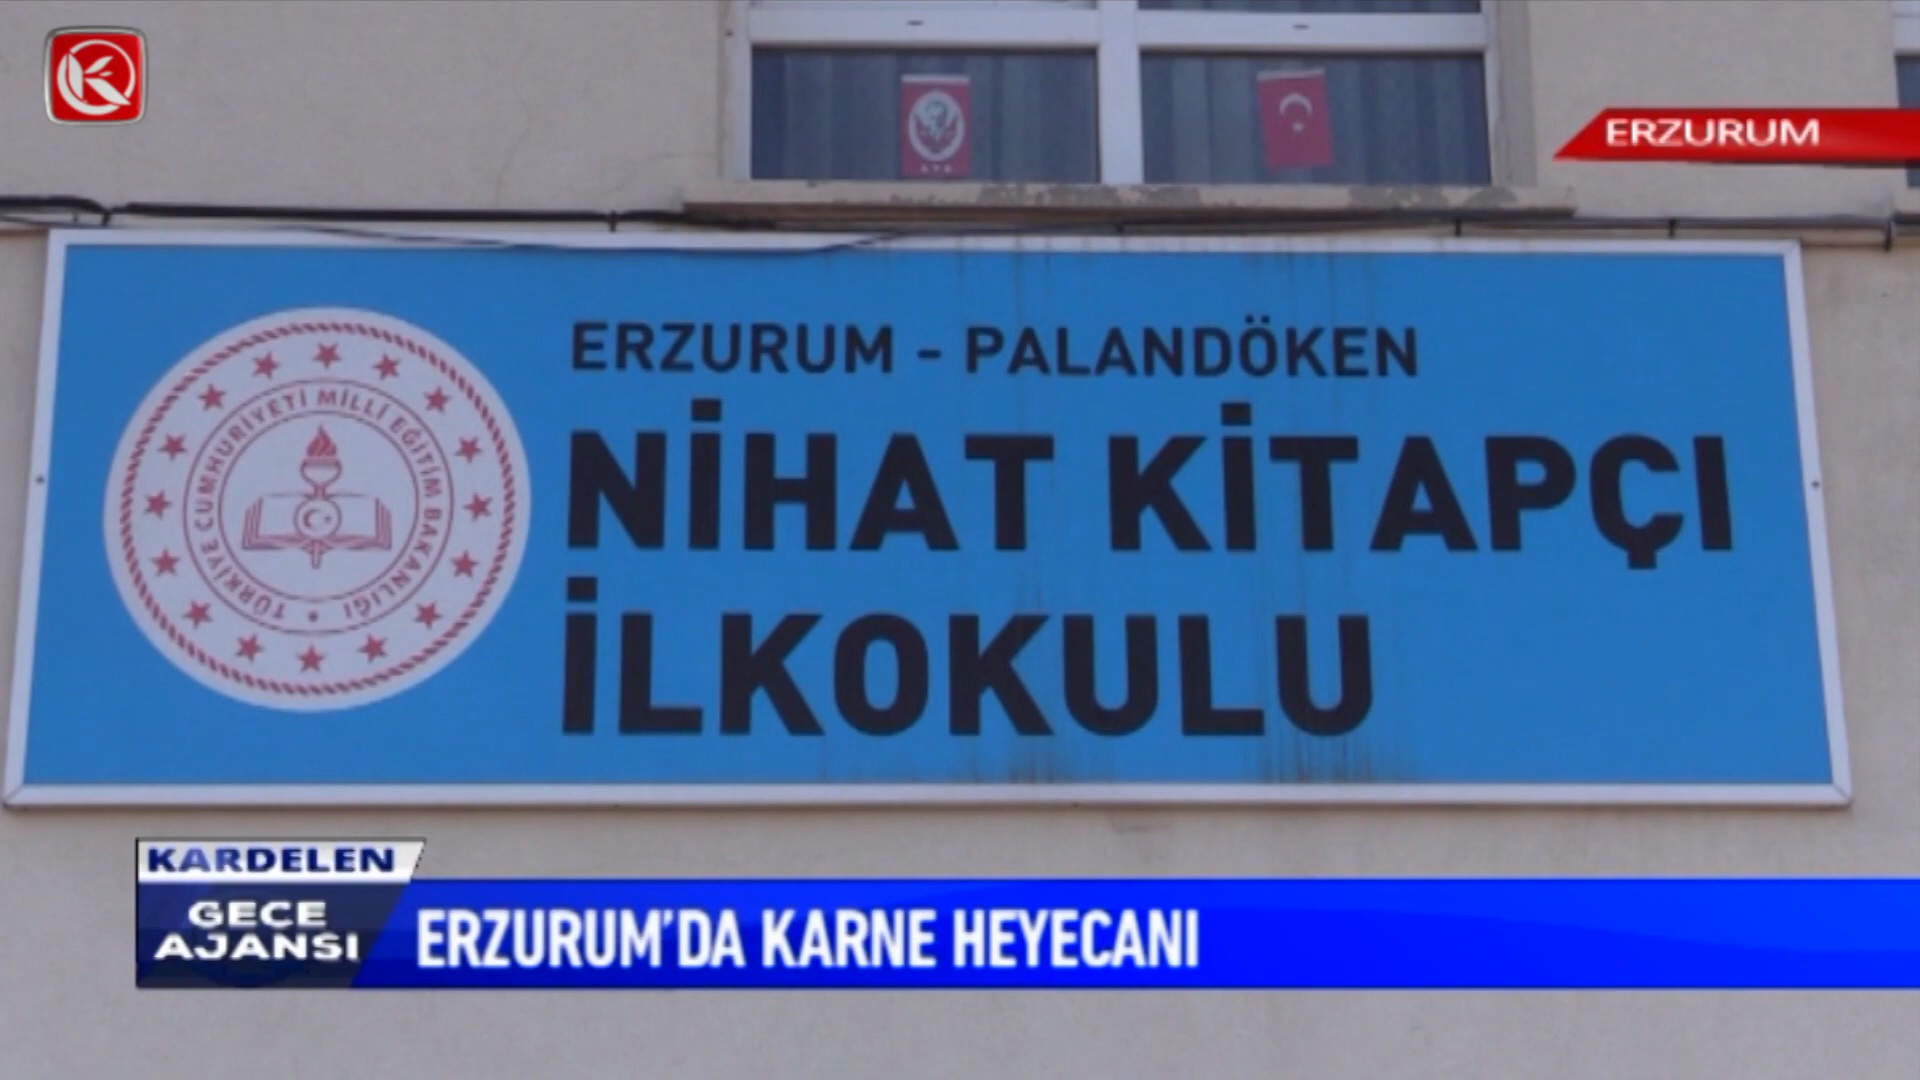 ERZURUM
ERZURUM - PALANDÖKEN
NİHAT KİTAPÇI
İLKOKULU
TÜRKİYE CUMHURİYETİ MİLLİ EĞİTİM BAKANLIĞI
KARDELEN
GECE
AJANSI
ERZURUM'DA KARNE HEYECANI